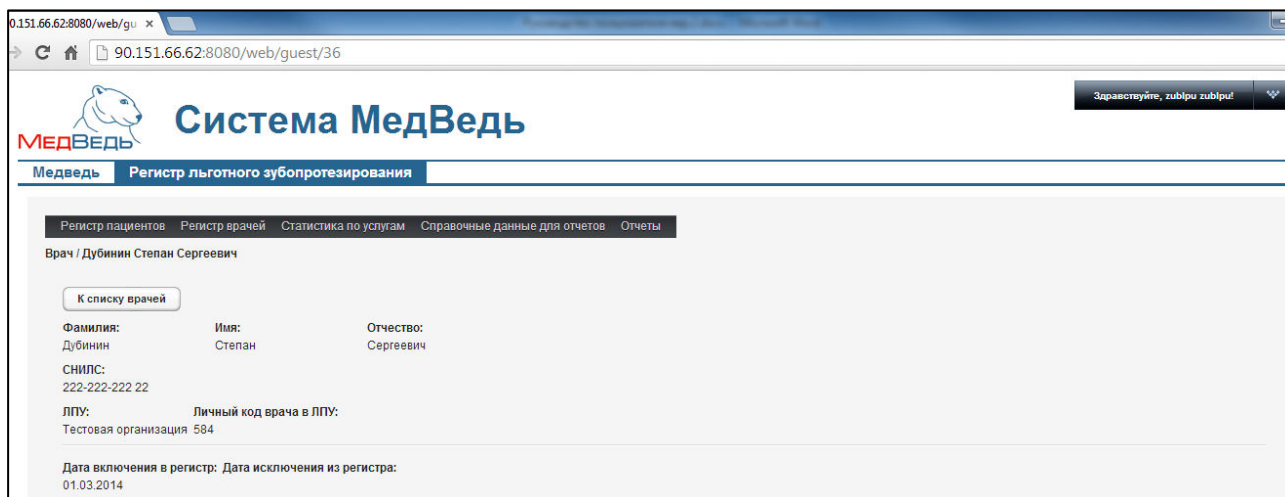 0.151.66.62:8080/web/gu ×
90.151.66.62:8080/web/guest/36
МЕДВЕДЬ
Система МедВедь
Здравствуйте, zublpu zublpu!
Медведь Регистр льготного зубопротезирования
Регистр пациентов Регистр врачей Статистика по услугам Справочные данные для отчетов Отчеты
Врач / Дубинин Степан Сергеевич
К списку врачей
Фамилия: Имя: Отчество:
Дубинин Степан Сергеевич
СНИЛС:
222-222-222 22
ЛПУ: Личный код врача в ЛПУ:
Тестовая организация 584
Дата включения в регистр: Дата исключения из регистра:
01.03.2014